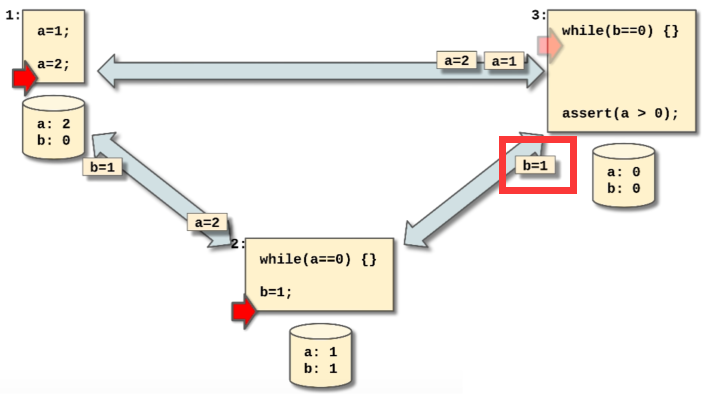 1:
a=1;
a=2;
a: 2
b: 0
a=2
a=1
3:
while(b==0) {}
assert(a > 0);
a: 0
b: 0
b=1
a=2
b=1
2:
while(a==0) {}
b=1;
a: 1
b: 1